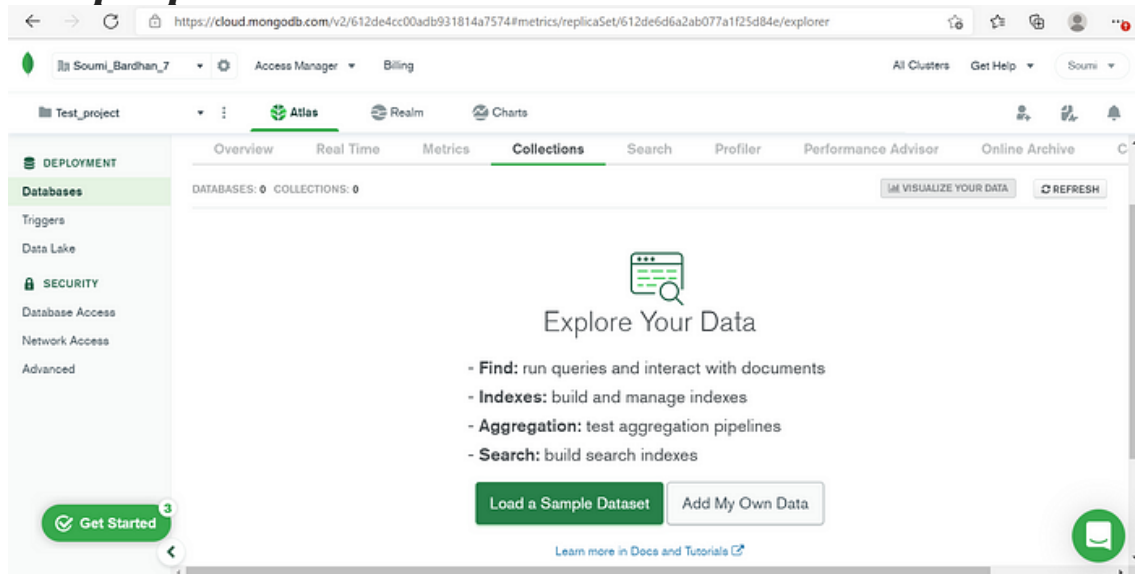 https://cloud.mongodb.com/v2/612de4cc00adb931814a7574#metrics/replicaSet/612de6d6a2ab077a1f25d84e/explorer
Soumi_Bardhan_7 Access Manager Billing All Clusters Get Help Soumi
Test_project Atlas Realm Charts
DEPLOYMENT
Databases
Triggers
Data Lake
SECURITY
Database Access
Network Access
Advanced
Get Started 3
Overview Real Time Metrics Collections Search Profiler Performance Advisor Online Archive C
DATABASES: 0 COLLECTIONS: 0 VISUALIZE YOUR DATA REFRESH
Explore Your Data
- Find: run queries and interact with documents
- Indexes: build and manage indexes
- Aggregation: test aggregation pipelines
- Search: build search indexes
Load a Sample Dataset Add My Own Data
Learn more in Docs and Tutorials